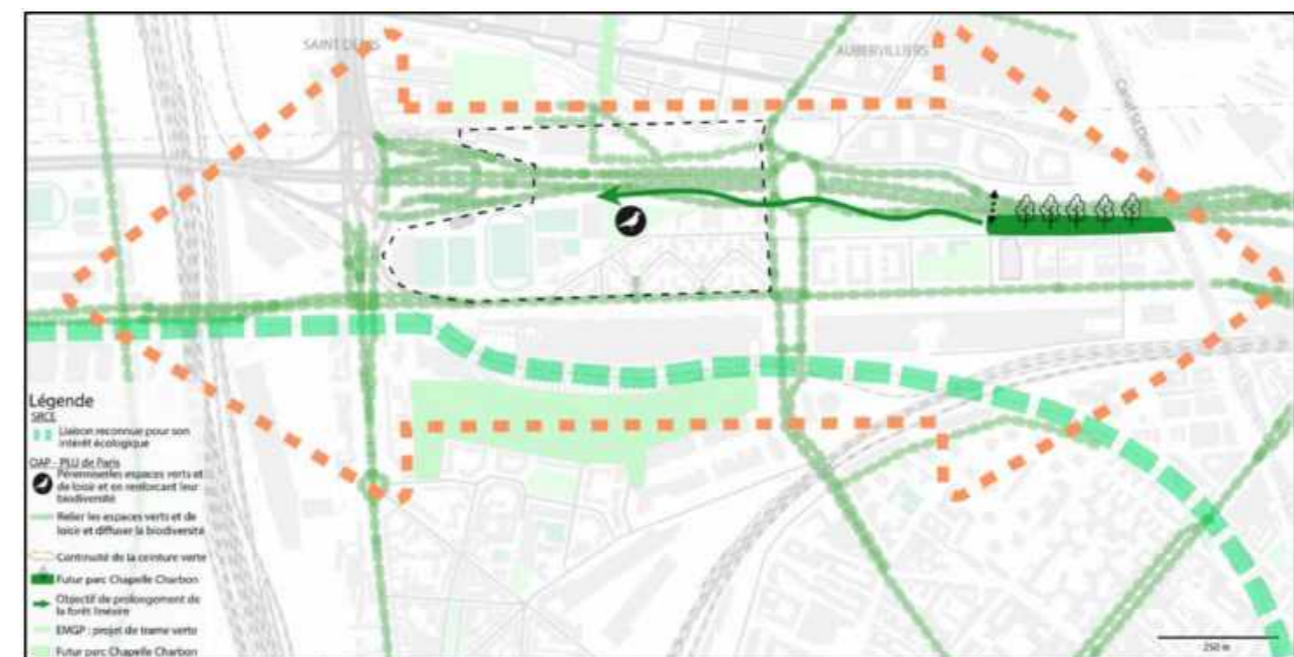 SAINT DENIS
AUBERVILLIERS
Canal St Denis
Légende
SRCE
Liaison reconnue pour son
intérêt écologique
OAP - PLU de Paris
Pérenniser les espaces verts et
de loisir et en renforcant leur
biodiversité
Relier les espaces verts et de
loisir et diffuser la biodiversité
Continuité de la ceinture verte
Futur parc Chapelle Charbon
Objectif de prolongement de
la forêt linéaire
EMGP : projet de trame verte
Futur parc Chapelle Charbon
250 m